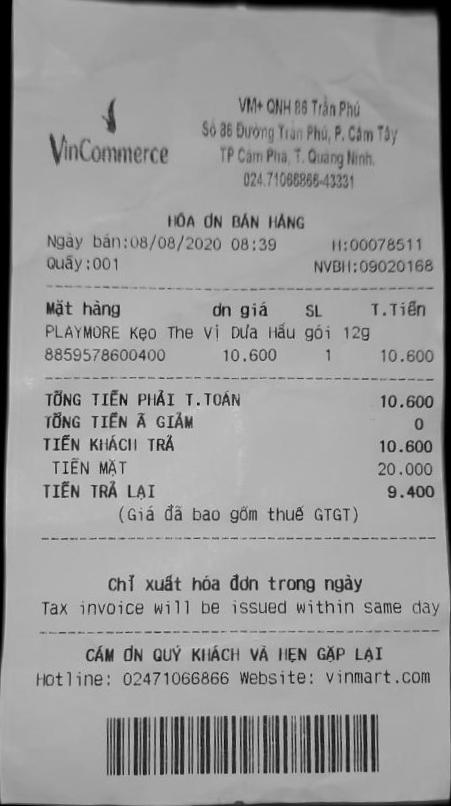 VinCommerce
VM+ QNH 86 Trần Phú
Số 86 Đường Trần Phú, P. Cẩm Tây
TP Cẩm Phả, T. Quảng Ninh.
024.71066866-43331
HÓA ƠN BÁN HÀNG
Ngày bán:08/08/2020 08:39 H:00078511
Quầy:001 NVBH:09020168
Mặt hàng ơn giá SL T.Tiền
PLAYMORE Kẹo The Vị Dưa Hấu gói 12g
8859578600400 10.600 1 10.600
TỔNG TIỀN PHẢI T.TOÁN 10.600
TỔNG TIỀN Ã GIẢM 0
TIỀN KHÁCH TRẢ 10.600
TIỀN MẶT 20.000
TIỀN TRẢ LẠI 9.400
(Giá đã bao gồm thuế GTGT)
Chỉ xuất hóa đơn trong ngày
Tax invoice will be issued within same day
CẢM ƠN QUÝ KHÁCH VÀ HẸN GẶP LẠI
Hotline: 02471066866 Website: vinmart.com